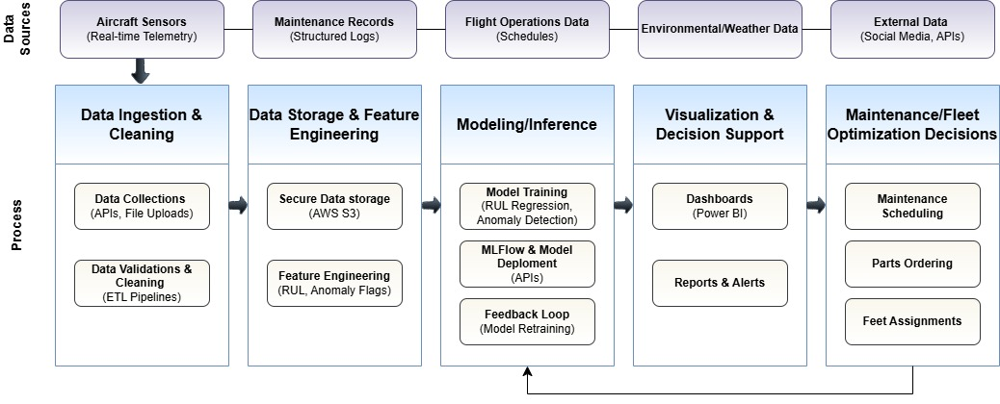 Data
Sources
Aircraft Sensors
(Real-time Telemetry)
Maintenance Records
(Structured Logs)
Flight Operations Data
(Schedules)
Environmental/Weather Data
External Data
(Social Media, APIs)
Process
Data Ingestion &
Cleaning
Data Collections
(APIs, File Uploads)
Data Validations &
Cleaning
(ETL Pipelines)
Data Storage & Feature
Engineering
Secure Data storage
(AWS S3)
Feature Engineering
(RUL, Anomaly Flags)
Modeling/Inference
Model Training
(RUL Regression,
Anomaly Detection)
MLFlow & Model
Deploment
(APIs)
Feedback Loop
(Model Retraining)
Visualization &
Decision Support
Dashboards
(Power BI)
Reports & Alerts
Maintenance/Fleet
Optimization Decisions
Maintenance
Scheduling
Parts Ordering
Feet Assignments